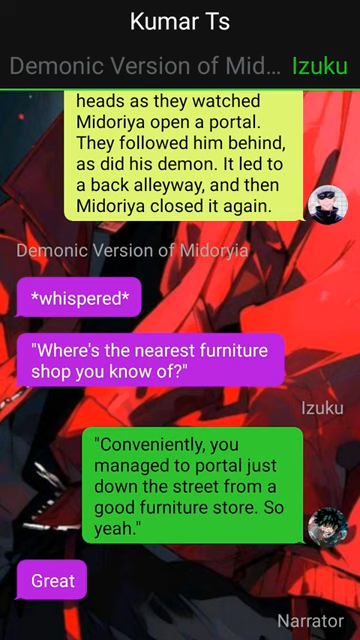 Kumar Ts
Demonic Version of Mid... Izuku
heads as they watched
Midoriya open a portal.
They followed him behind,
as did his demon. It led to
a back alleyway, and then
Midoriya closed it again.
Demonic Version of Midoryia
*whispered*
"Where's the nearest furniture
shop you know of?"
Izuku
"Conveniently, you
managed to portal just
down the street from a
good furniture store. So
yeah."
Great
Narrator